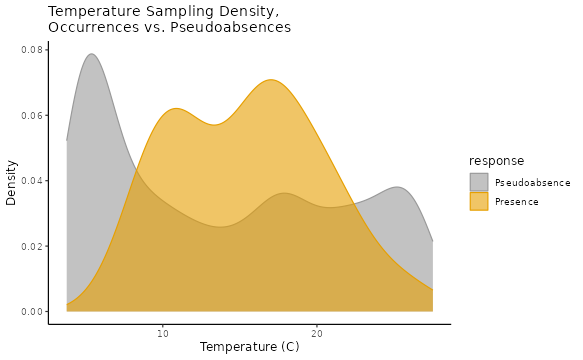 Temperature Sampling Density,
Occurrences vs. Pseudoabsences
0.08
0.06
0.04
0.02
0.00
Density
10
20
Temperature (C)
response
Pseudoabsence
Presence